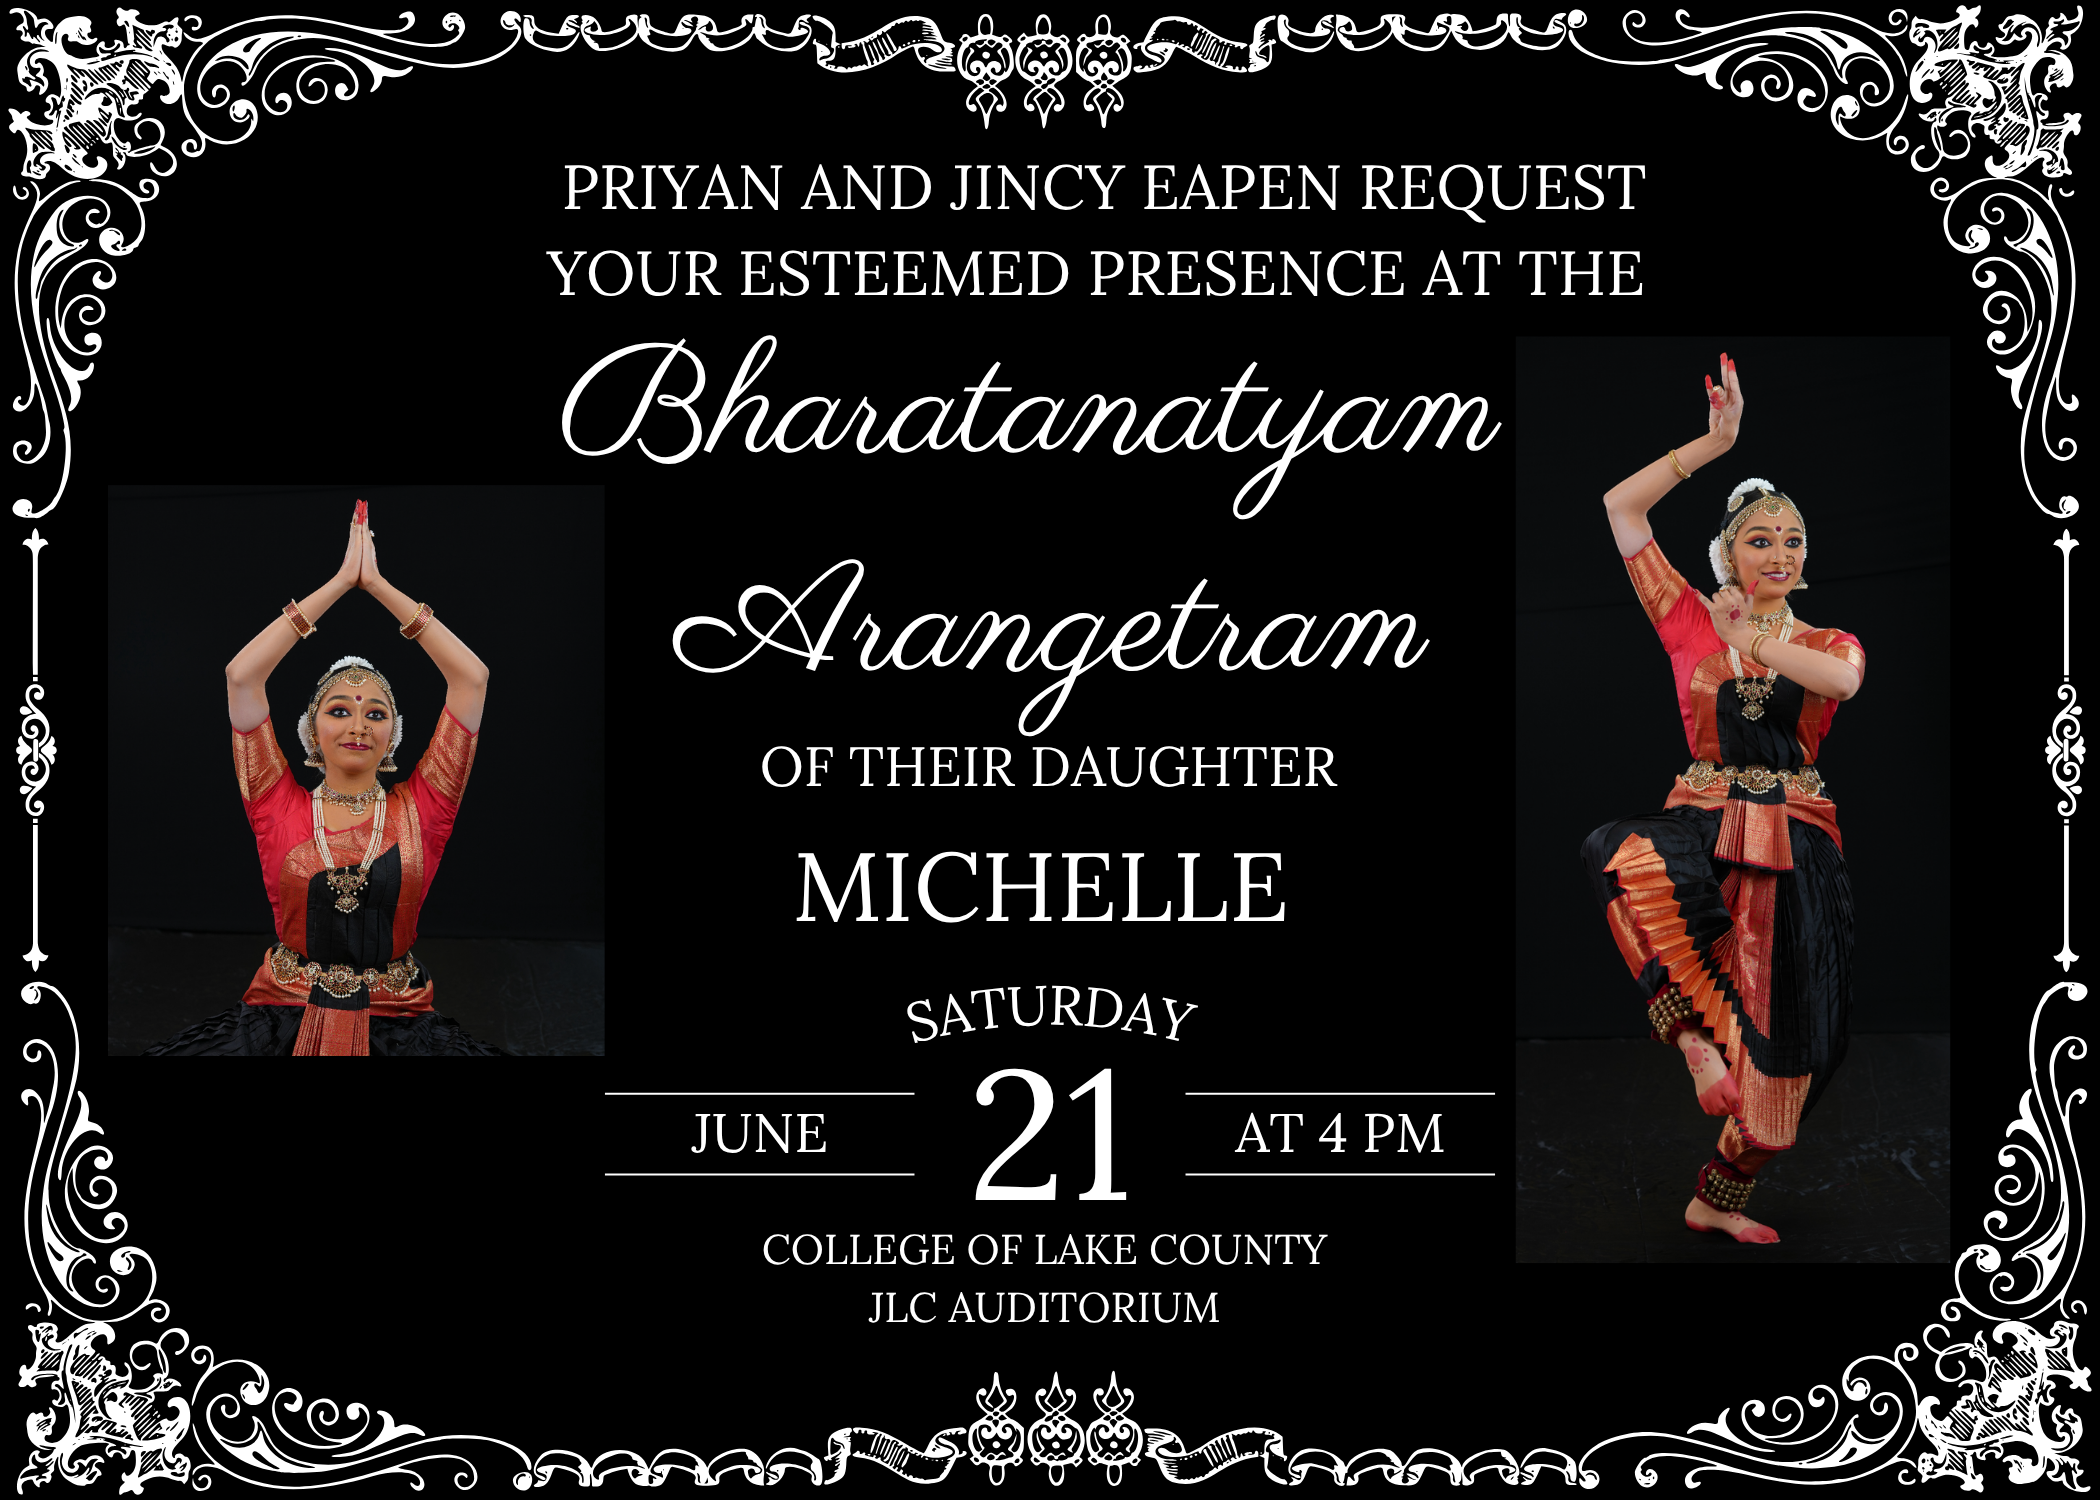 PRIYAN AND JINCY EAPEN REQUEST
YOUR ESTEEMED PRESENCE AT THE
Bharatanatyam
Arangetram
OF THEIR DAUGHTER
MICHELLE
SATURDAY
JUNE 21 AT 4 PM
COLLEGE OF LAKE COUNTY
JLC AUDITORIUM